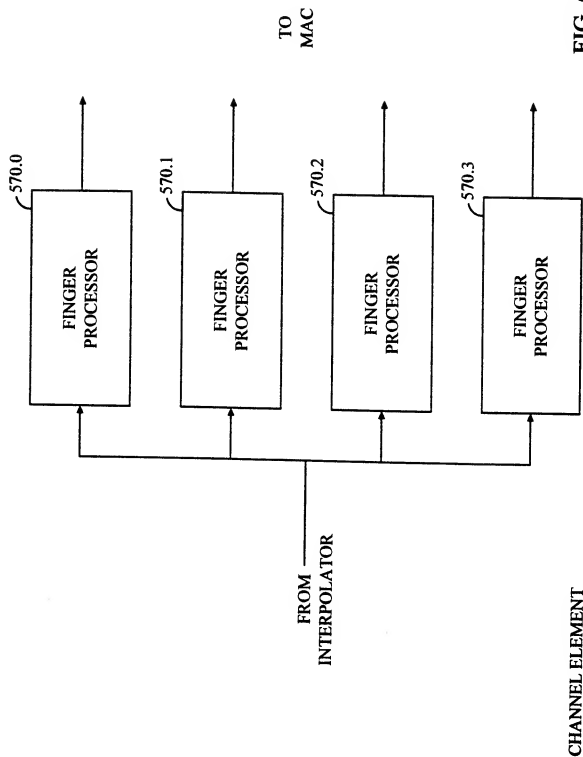 570.0
FINGER
PROCESSOR
570.1
FINGER
PROCESSOR
TO
MAC
570.2
FINGER
PROCESSOR
570.3
FINGER
PROCESSOR
FROM
INTERPOLATOR
CHANNEL ELEMENT
FIG.